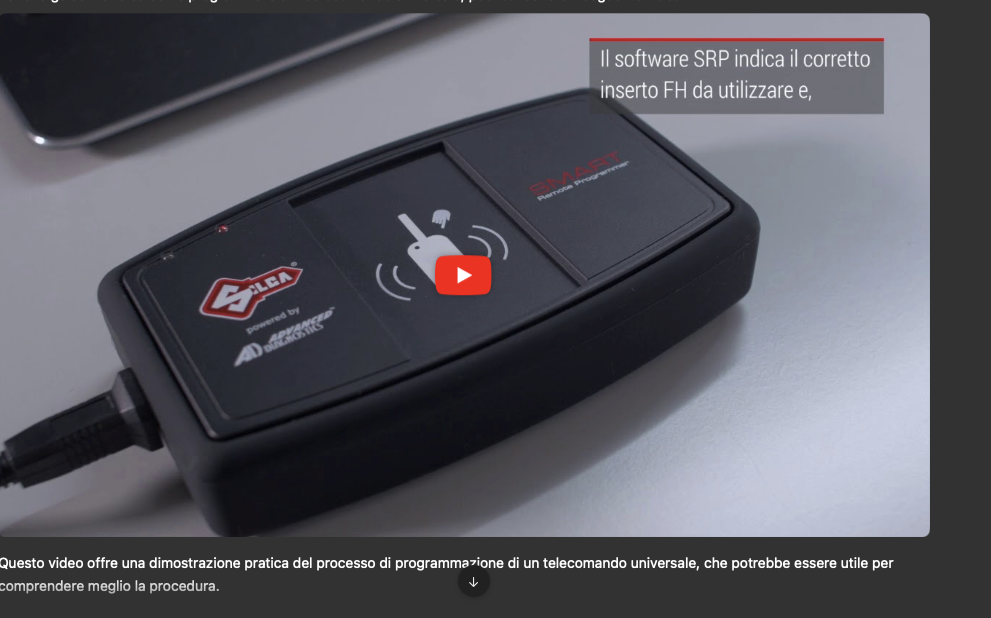 Il software SRP indica il corretto
inserto FH da utilizzare e,
SMART
Remote Programmer
SILCA®
powered by
AD ADVANCED
DIAGNOSTICS™
Questo video offre una dimostrazione pratica del processo di programmazione di un telecomando universale, che potrebbe essere utile per
comprendere meglio la procedura.